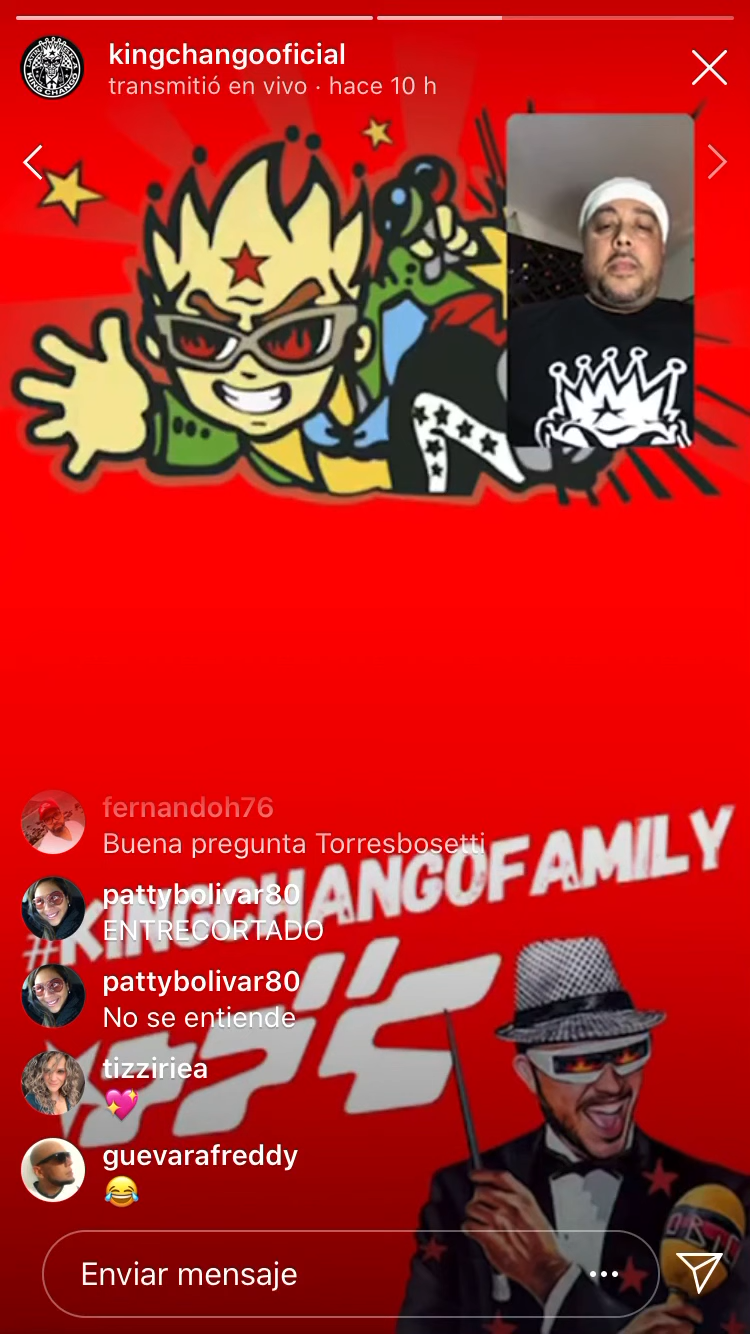 kingchangooficial
transmitió en vivo · hace 10 h
fernandoh76
Buena pregunta Torresbosetti
#KINGCHANGOFAMILY
pattybolivar80
ENTRECORTADO
pattybolivar80
No se entiende
tizziriea
💖
guevarafreddy
😂
Enviar mensaje